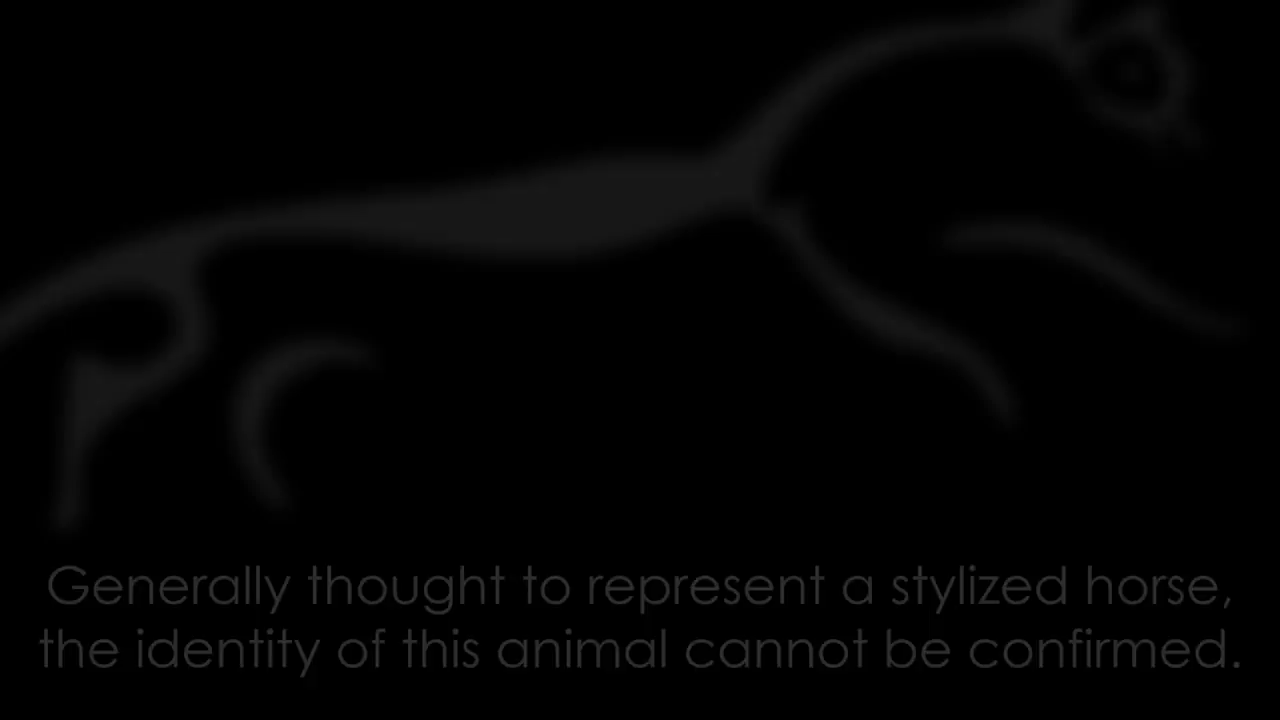 Generally thought to represent a stylized horse,
the identity of this animal cannot be confirmed.